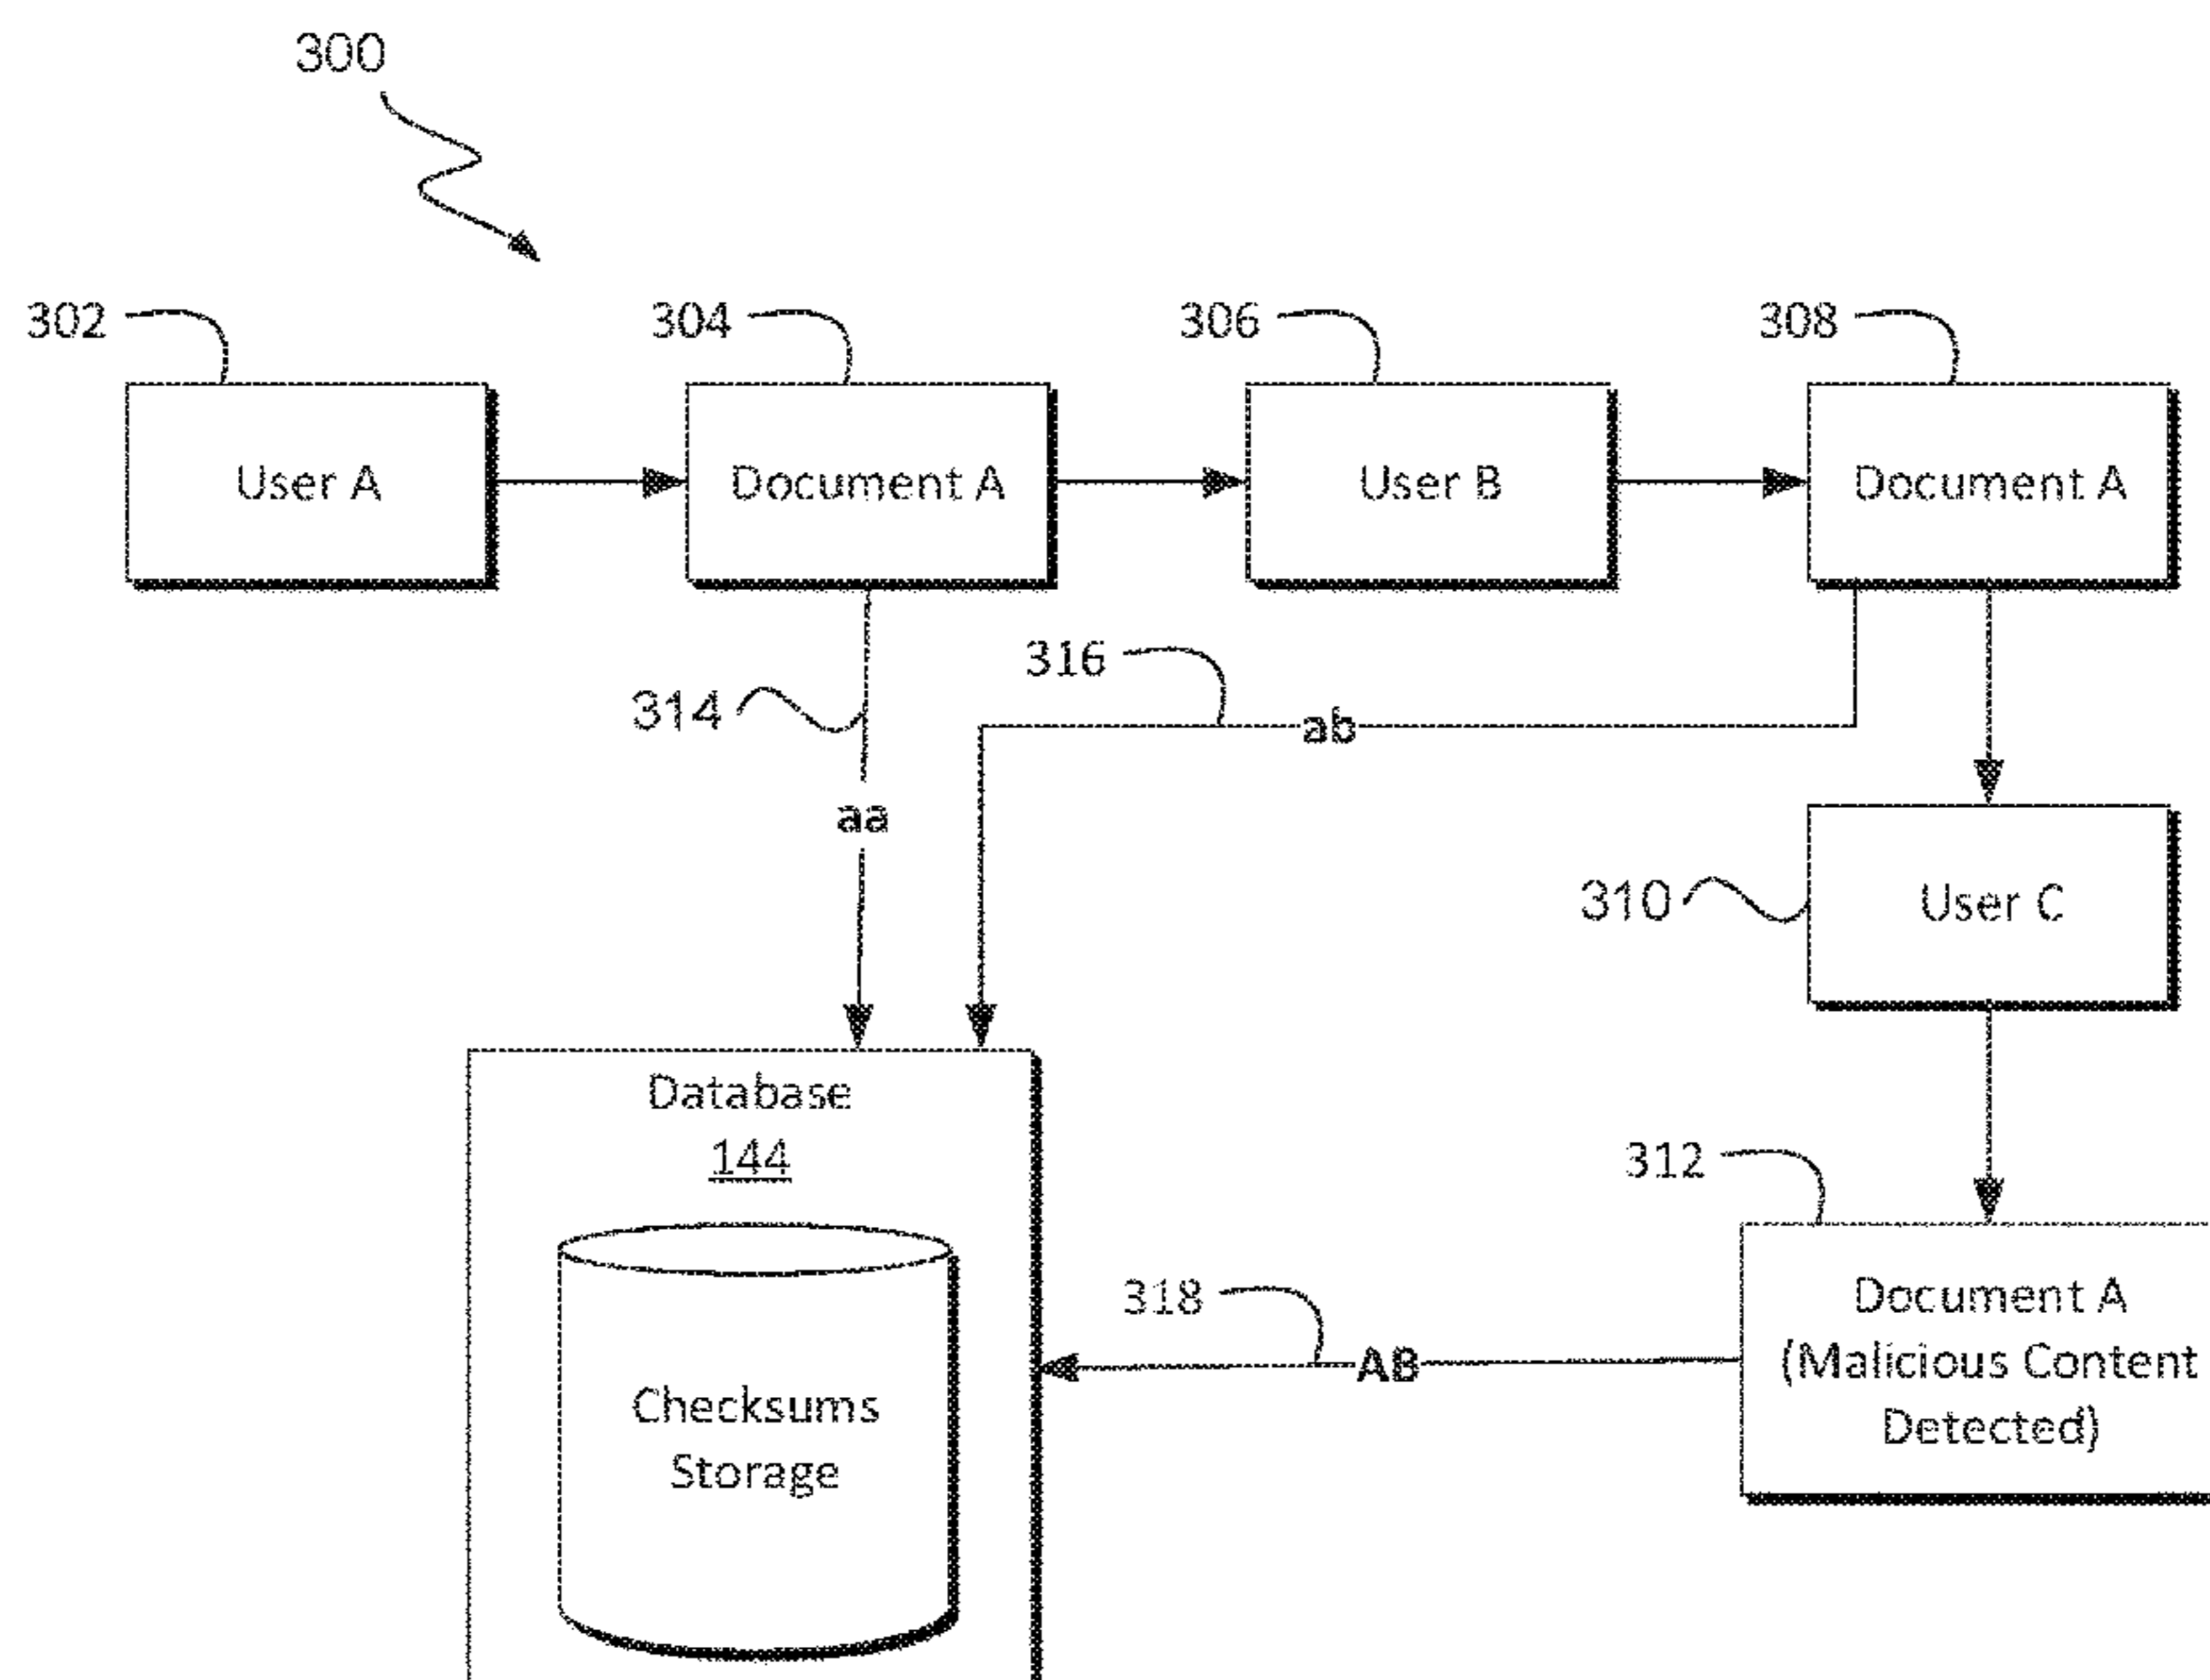 300
302
304
306
308
User A
Document A
User B
Document A
316
314
ab
aa
310
User C
Database
144
312
318
Document A
(Malicious Content
Detected)
AB
Checksums
Storage